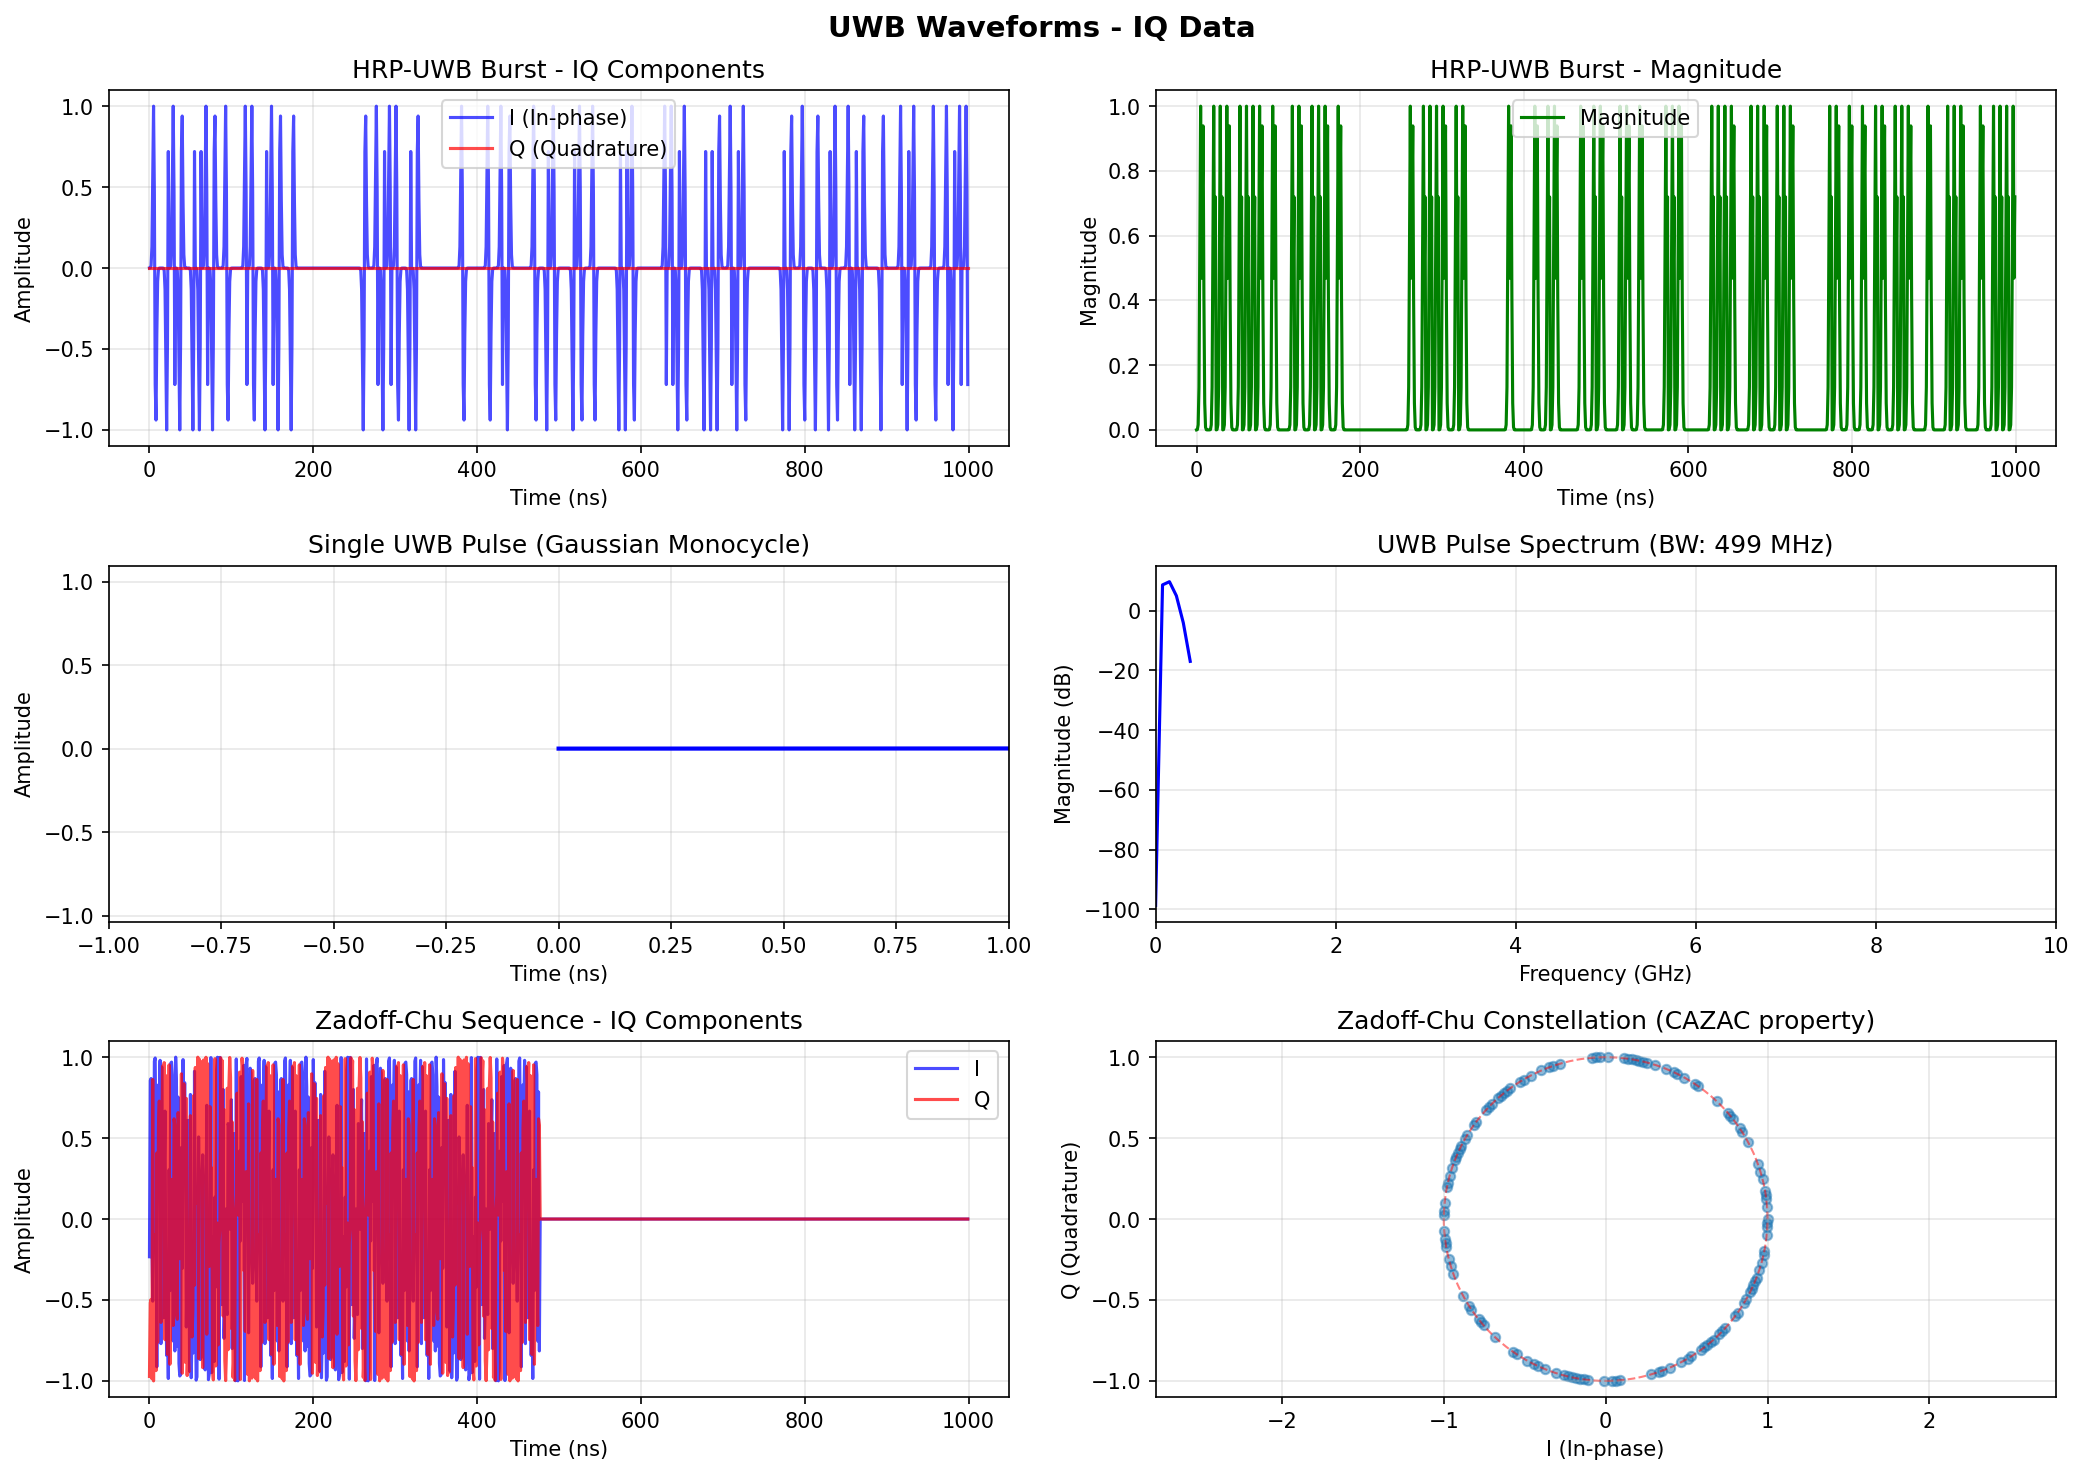 UWB Waveforms - IQ Data
HRP-UWB Burst - IQ Components
1.0
0.5
0.0
−0.5
−1.0
Amplitude
I (In-phase)
Q (Quadrature)
0 200 400 600 800 1000
Time (ns)
HRP-UWB Burst - Magnitude
1.0
0.8
0.6
0.4
0.2
0.0
Magnitude
Magnitude
0 200 400 600 800 1000
Time (ns)
Single UWB Pulse (Gaussian Monocycle)
1.0
0.5
0.0
−0.5
−1.0
Amplitude
−1.00 −0.75 −0.50 −0.25 0.00 0.25 0.50 0.75 1.00
Time (ns)
UWB Pulse Spectrum (BW: 499 MHz)
0
−20
−40
−60
−80
−100
Magnitude (dB)
0 2 4 6 8 10
Frequency (GHz)
Zadoff-Chu Sequence - IQ Components
1.0
0.5
0.0
−0.5
−1.0
Amplitude
I
Q
0 200 400 600 800 1000
Time (ns)
Zadoff-Chu Constellation (CAZAC property)
1.0
0.5
0.0
−0.5
−1.0
Q (Quadrature)
−2 −1 0 1 2
I (In-phase)